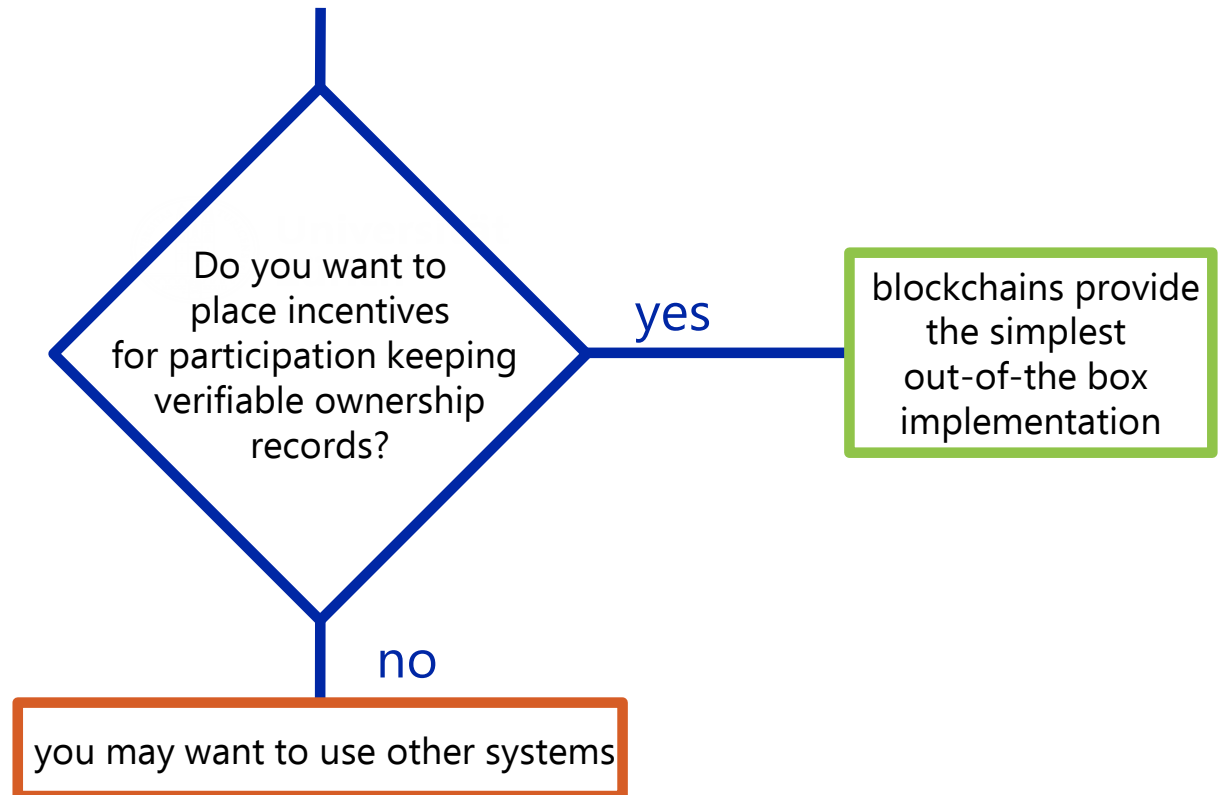 Do you want to
place incentives
for participation keeping
verifiable ownership
records?
yes
blockchains provide
the simplest
out-of-the box
implementation
no
you may want to use other systems